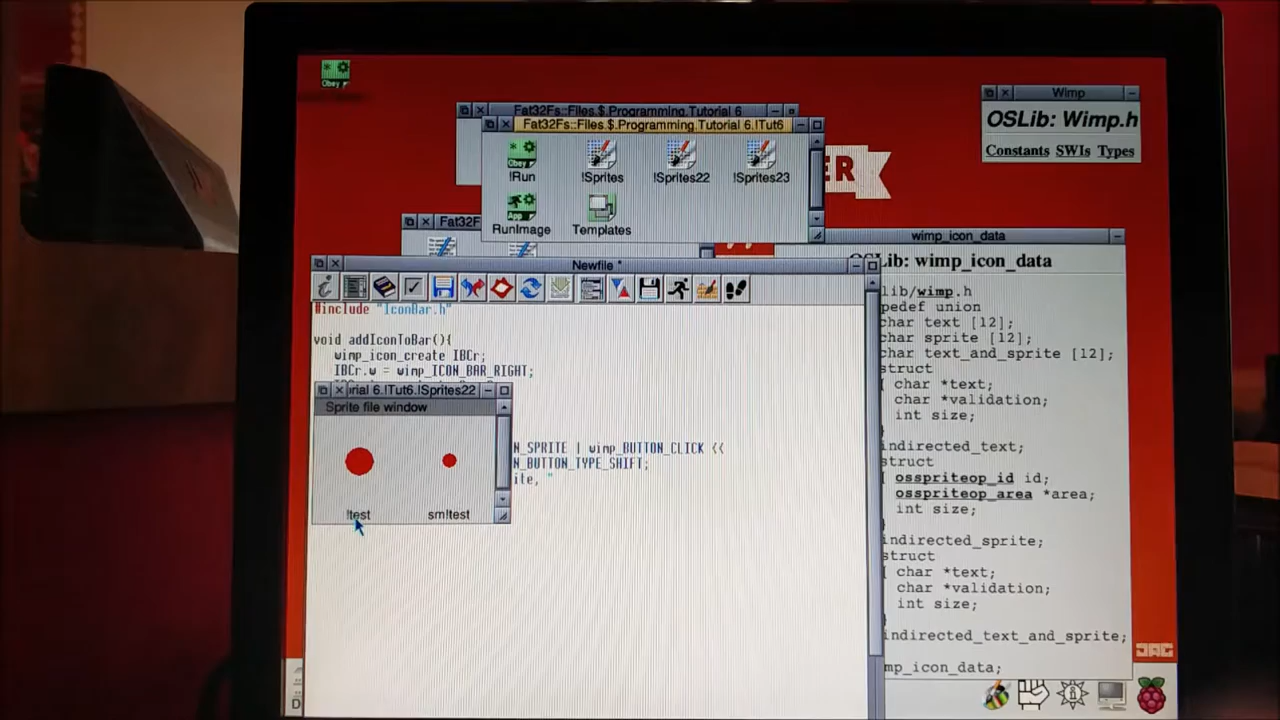 Obey
Fat32Fs::Files.$.Programming.Tutorial 6
Fat32Fs::Files.$.Programming.Tutorial 6.!Tut6
Obey
!Run
!Sprites
!Sprites22
!Sprites23
App
RunImage
Templates
Wimp
OSLib: Wimp.h
Constants SWIs Types
ER
Fat32F
Newfile *
#include "IconBar.h"
void addIconToBar(){
wimp_icon_create IBCr;
IBCr.w = wimp_ICON_BAR_RIGHT;
N_SPRITE | wimp_BUTTON_CLICK <<
N_BUTTON_TYPE_SHIFT;
ite, "
rial 6.!Tut6.!Sprites22
Sprite file window
!test
sm!test
wimp_icon_data
OSLib: wimp_icon_data
lib/wimp.h
pedef union
char text [12];
char sprite [12];
char text_and_sprite [12];
struct
{ char *text;
char *validation;
int size;
}
indirected_text;
struct
{ osspriteop_id id;
osspriteop_area *area;
int size;
}
indirected_sprite;
struct
{ char *text;
char *validation;
int size;
}
indirected_text_and_sprite;
mp_icon_data;
JAG